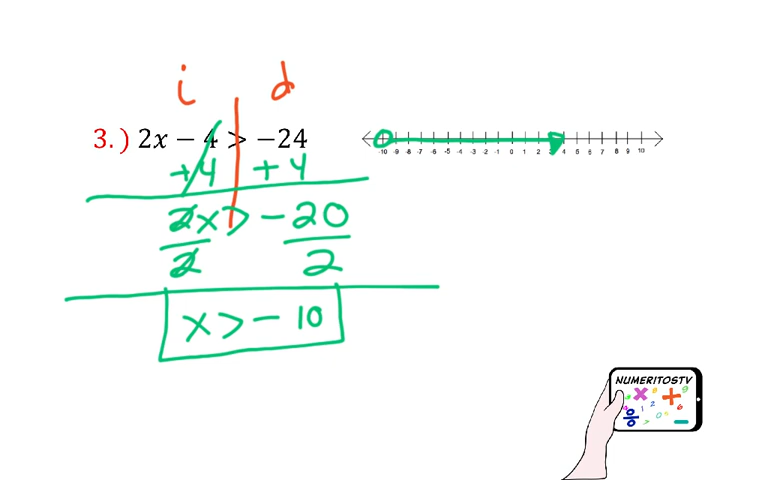 i d
3.) 2x − 4 > −24
+4 +4
2x > −20
2 2
x > −10
-10 -9 -8 -7 -6 -5 -4 -3 -2 -1 0 1 2 3 4 5 6 7 8 9 10
NUMERITOSTV